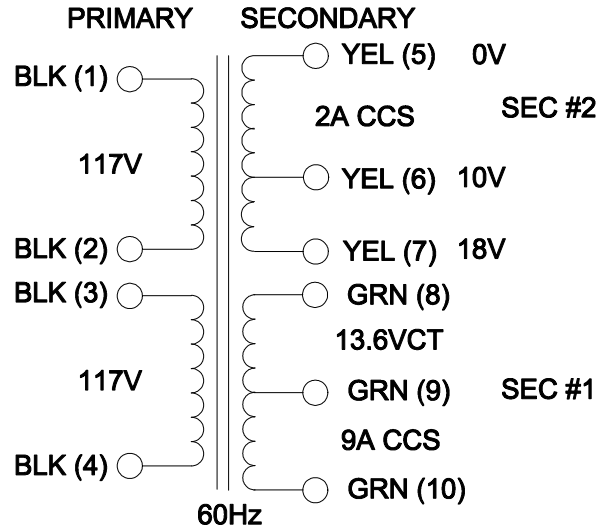 PRIMARY SECONDARY
BLK (1) YEL (5) 0V
2A CCS SEC #2
117V
YEL (6) 10V
BLK (2) YEL (7) 18V
BLK (3) GRN (8)
13.6VCT
117V GRN (9) SEC #1
9A CCS
BLK (4) GRN (10)
60Hz